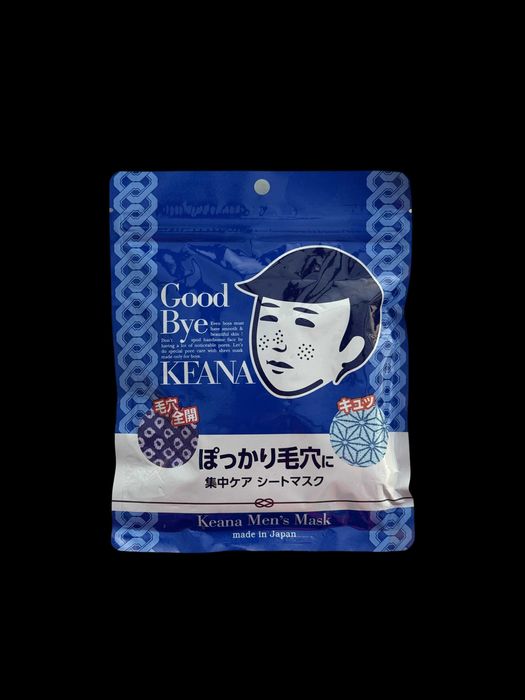 Good
Bye
Even boys must
have smooth &
beautiful skin !
Don't spoil handsome face by
having a lot of noticeable pores. Let's
do special pore care with sheet mask
made only for boys.
KEANA
毛穴
全開
キュッ
ぽっかり毛穴に
集中ケア シートマスク
Keana Men's Mask
made in Japan